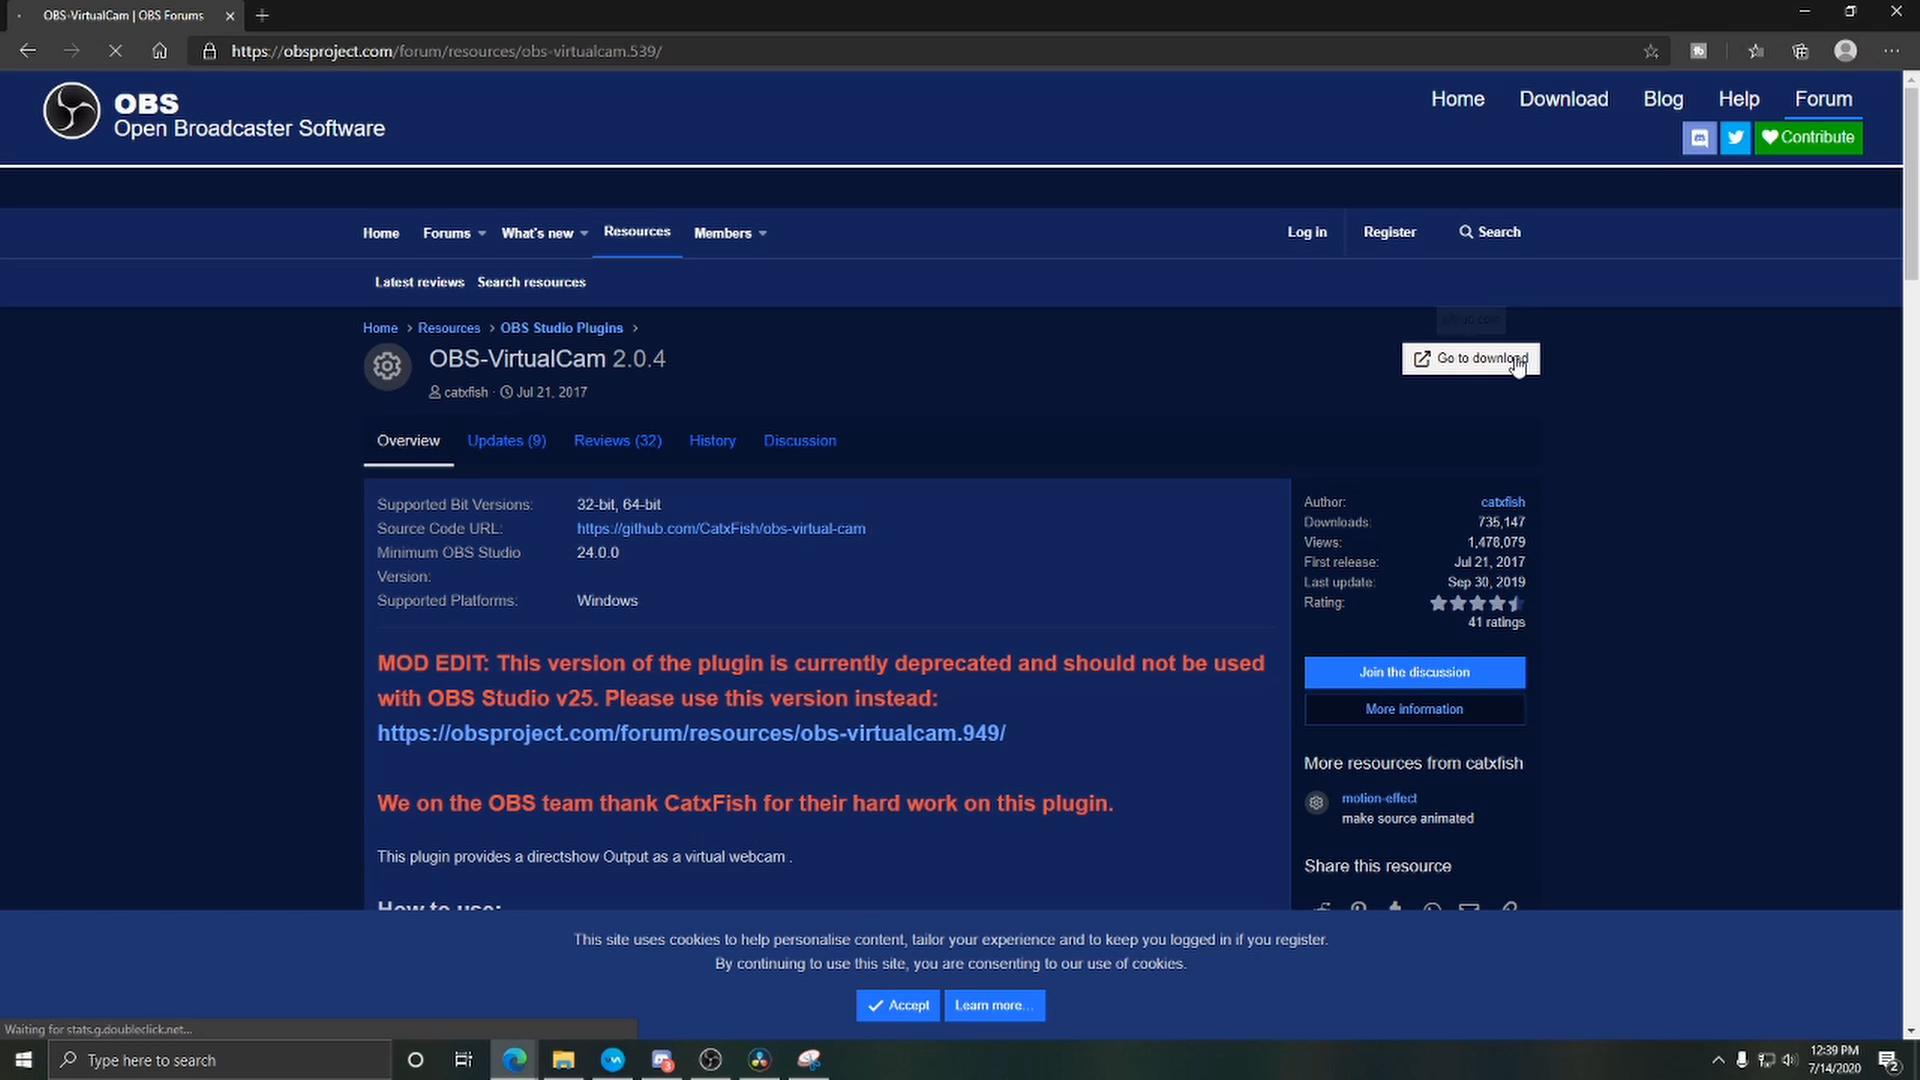 OBS-VirtualCam | OBS Forums
https://obsproject.com/forum/resources/obs-virtualcam.539/
OBS
Open Broadcaster Software
Home Download Blog Help Forum
Contribute
Home Forums What's new Resources Members Log in Register Search
Latest reviews Search resources
Home > Resources > OBS Studio Plugins >
OBS-VirtualCam 2.0.4
Go to download
catxfish · Jul 21, 2017
Overview Updates (9) Reviews (32) History Discussion
Supported Bit Versions: 32-bit, 64-bit
Source Code URL: https://github.com/CatxFish/obs-virtual-cam
Minimum OBS Studio 24.0.0
Version:
Supported Platforms: Windows
MOD EDIT: This version of the plugin is currently deprecated and should not be used
with OBS Studio v25. Please use this version instead:
https://obsproject.com/forum/resources/obs-virtualcam.949/
We on the OBS team thank CatxFish for their hard work on this plugin.
This plugin provides a directshow Output as a virtual webcam .
How to use:
Author: catxfish
Downloads: 735,147
Views: 1,478,079
First release: Jul 21, 2017
Last update: Sep 30, 2019
Rating:
41 ratings
Join the discussion
More information
More resources from catxfish
motion-effect
make source animated
Share this resource
This site uses cookies to help personalise content, tailor your experience and to keep you logged in if you register.
By continuing to use this site, you are consenting to our use of cookies.
Accept Learn more…
Waiting for stats.g.doubleclick.net...
Type here to search
12:39 PM
7/14/2020